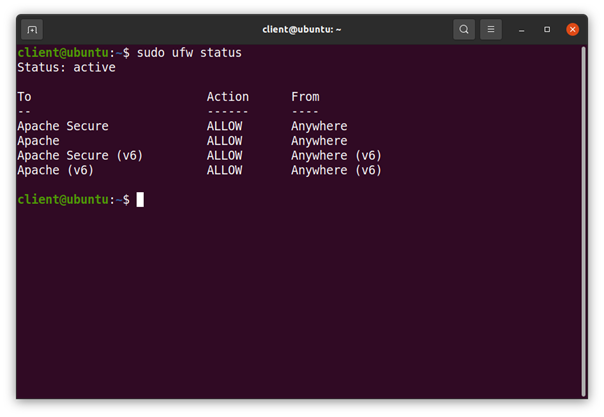 client@ubuntu: ~
client@ubuntu:~$ sudo ufw status
Status: active
To                         Action      From
--                         ------      ----
Apache Secure              ALLOW       Anywhere
Apache                     ALLOW       Anywhere
Apache Secure (v6)         ALLOW       Anywhere (v6)
Apache (v6)                ALLOW       Anywhere (v6)
client@ubuntu:~$